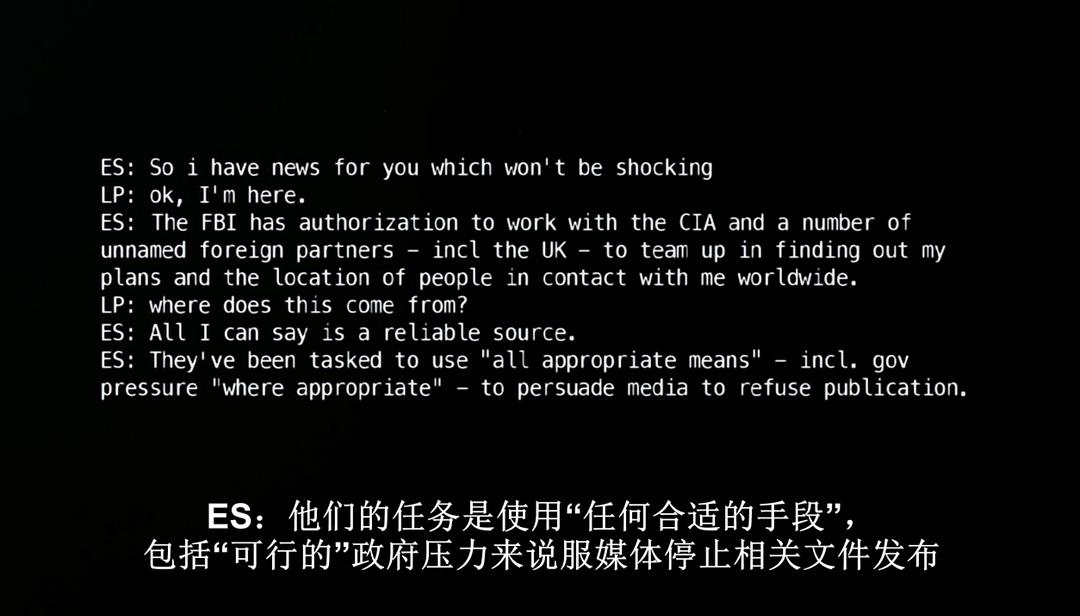 ES: So i have news for you which won't be shocking
LP: ok, I'm here.
ES: The FBI has authorization to work with the CIA and a number of
unnamed foreign partners – incl the UK – to team up in finding out my
plans and the location of people in contact with me worldwide.
LP: where does this come from?
ES: All I can say is a reliable source.
ES: They've been tasked to use "all appropriate means" – incl. gov
pressure "where appropriate" – to persuade media to refuse publication.
ES：他们的任务是使用“任何合适的手段”，
包括“可行的”政府压力来说服媒体停止相关文件发布